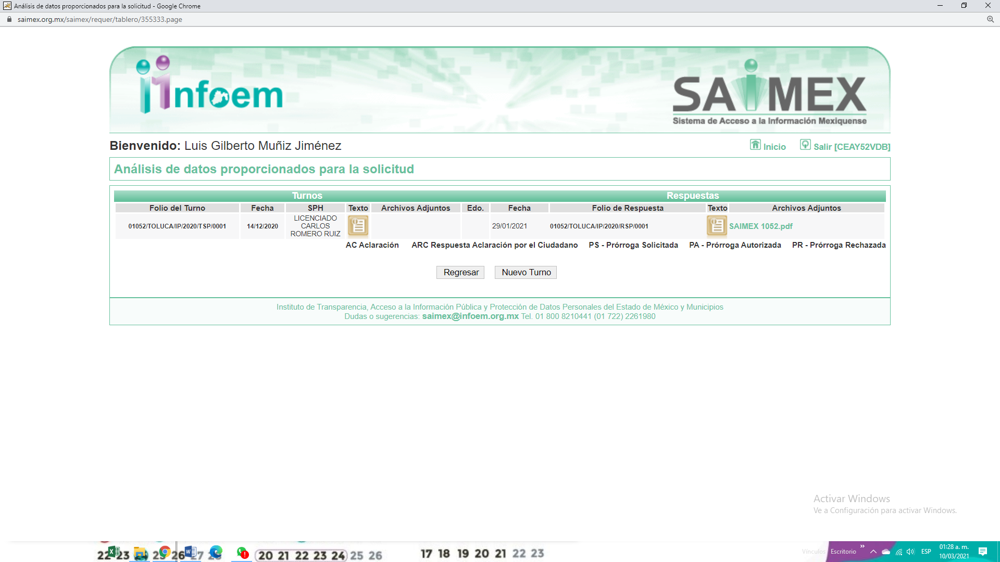 Análisis de datos proporcionados para la solicitud - Google Chrome
saimex.org.mx/saimex/requer/tablero/355333.page
infoem
SAIMEX
Sistema de Acceso a la Información Mexiquense
Bienvenido: Luis Gilberto Muñiz Jiménez
Inicio Salir [CEAY52VDB]
Análisis de datos proporcionados para la solicitud
Turnos Respuestas
Folio del Turno Fecha SPH Texto Archivos Adjuntos Edo. Fecha Folio de Respuesta Texto Archivos Adjuntos
01052/TOLUCA/IP/2020/TSP/0001 14/12/2020 LICENCIADO CARLOS ROMERO RUIZ 29/01/2021 01052/TOLUCA/IP/2020/RSP/0001 SAIMEX 1052.pdf
AC Aclaración ARC Respuesta Aclaración por el Ciudadano PS - Prórroga Solicitada PA - Prórroga Autorizada PR - Prórroga Rechazada
Regresar Nuevo Turno
Instituto de Transparencia, Acceso a la Información Pública y Protección de Datos Personales del Estado de México y Municipios
Dudas o sugerencias: saimex@infoem.org.mx Tel. 01 800 8210441 (01 722) 2261980
Activar Windows
Ve a Configuración para activar Windows.
22 23 24 25 26 27 28 20 21 22 23 24 25 26 17 18 19 20 21 22 23
Vínculos Escritorio ESP 01:28 a. m.
10/03/2021